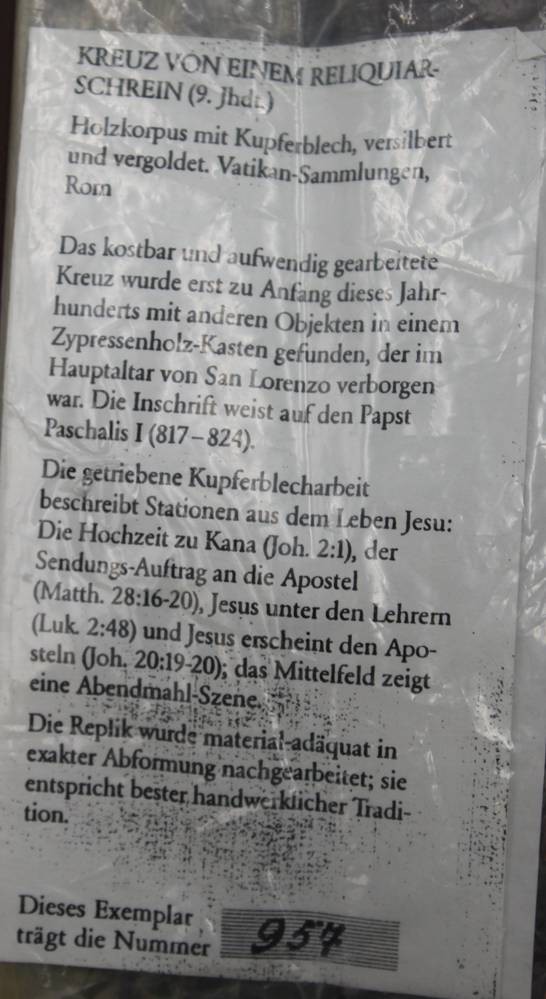 KREUZ VON EINEM RELIQUIAR-
SCHREIN (9. Jhdt.)
Holzkorpus mit Kupferblech, versilbert
und vergoldet. Vatikan-Sammlungen,
Rom
Das kostbar und aufwendig gearbeitete
Kreuz wurde erst zu Anfang dieses Jahr-
hunderts mit anderen Objekten in einem
Zypressenholz-Kasten gefunden, der im
Hauptaltar von San Lorenzo verborgen
war. Die Inschrift weist auf den Papst
Paschalis I (817–824).
Die getriebene Kupferblecharbeit
beschreibt Stationen aus dem Leben Jesu:
Die Hochzeit zu Kana (Joh. 2:1), der
Sendungs-Auftrag an die Apostel
(Matth. 28:16-20), Jesus unter den Lehrern
(Luk. 2:48) und Jesus erscheint den Apo-
steln (Joh. 20:19-20); das Mittelfeld zeigt
eine Abendmahl-Szene.
Die Replik wurde material-adäquat in
exakter Abformung nachgearbeitet; sie
entspricht bester handwerklicher Tradi-
tion.
Dieses Exemplar
trägt die Nummer 957